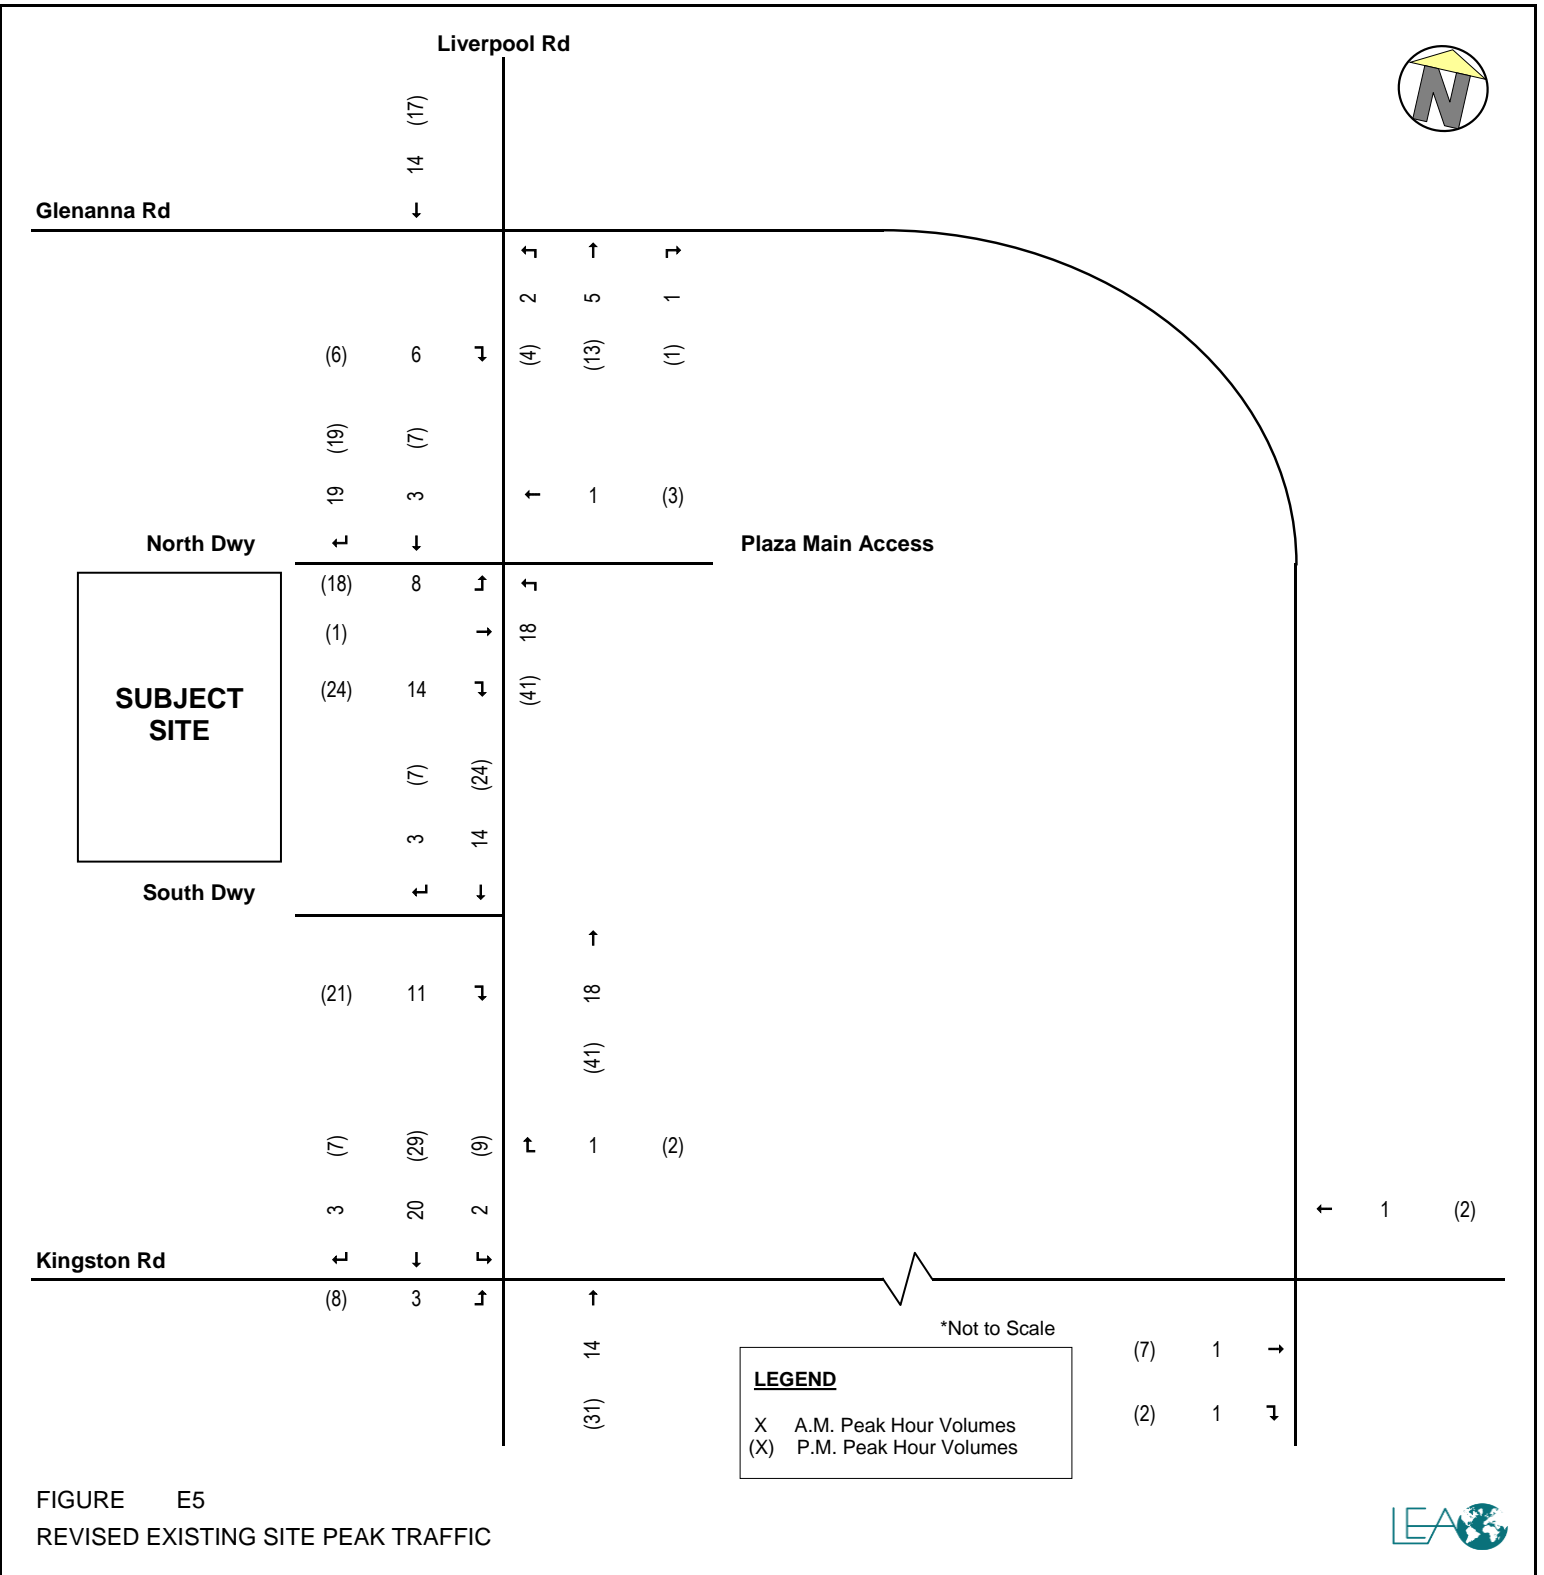 Liverpool Rd
(17)
14
Glenanna Rd
2 5 1
(6) 6 (4) (13) (1)
(19) (7)
19 3 1 (3)
North Dwy Plaza Main Access
(18) 8
(1) 18
SUBJECT
SITE
(24) 14 (41)
(7) (24)
3 14
South Dwy
(21) 11 18
(41)
(7) (29) (9) 1 (2)
3 20 2 1 (2)
Kingston Rd
(8) 3
*Not to Scale
14 (7) 1
LEGEND
(31) (2) 1
X A.M. Peak Hour Volumes
(X) P.M. Peak Hour Volumes
FIGURE E5
REVISED EXISTING SITE PEAK TRAFFIC
N
LEA